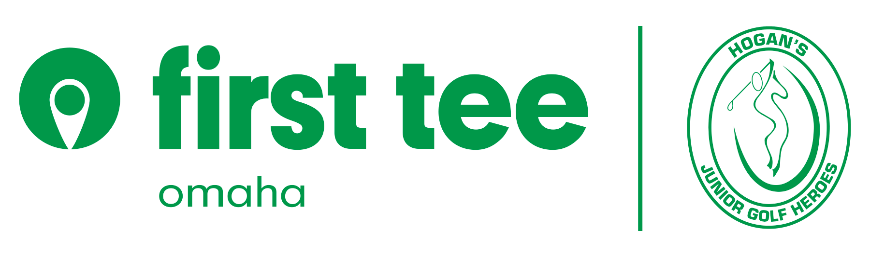 first tee
omaha
HOGAN'S
JUNIOR GOLF HEROES